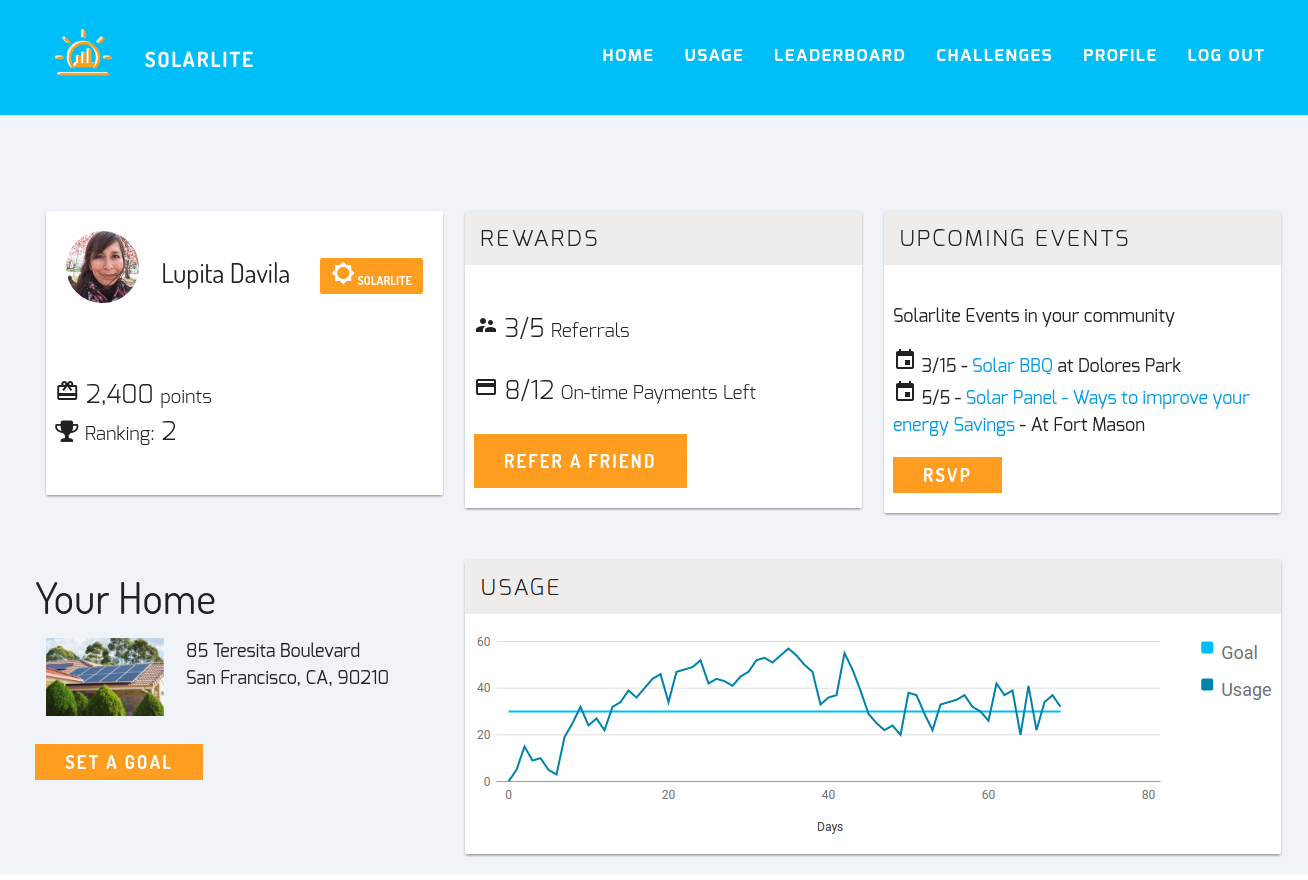 SOLARLITE
HOME USAGE LEADERBOARD CHALLENGES PROFILE LOG OUT
Lupita Davila
SOLARLITE
2,400 points
Ranking: 2
REWARDS
3/5 Referrals
8/12 On-time Payments Left
REFER A FRIEND
UPCOMING EVENTS
Solarlite Events in your community
3/15 - Solar BBQ at Dolores Park
5/5 - Solar Panel - Ways to improve your
energy Savings - At Fort Mason
RSVP
Your Home
85 Teresita Boulevard
San Francisco, CA, 90210
SET A GOAL
USAGE
60
40
20
0
0 20 40 60 80
Days
Goal
Usage